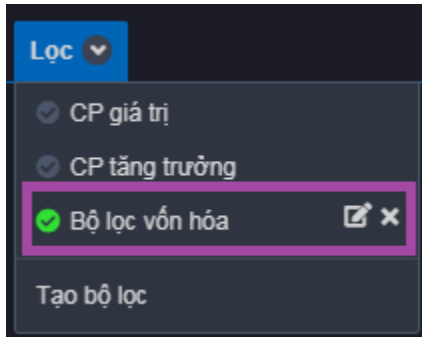 Lọc
CP giá trị
CP tăng trưởng
Bộ lọc vốn hóa
Tạo bộ lọc